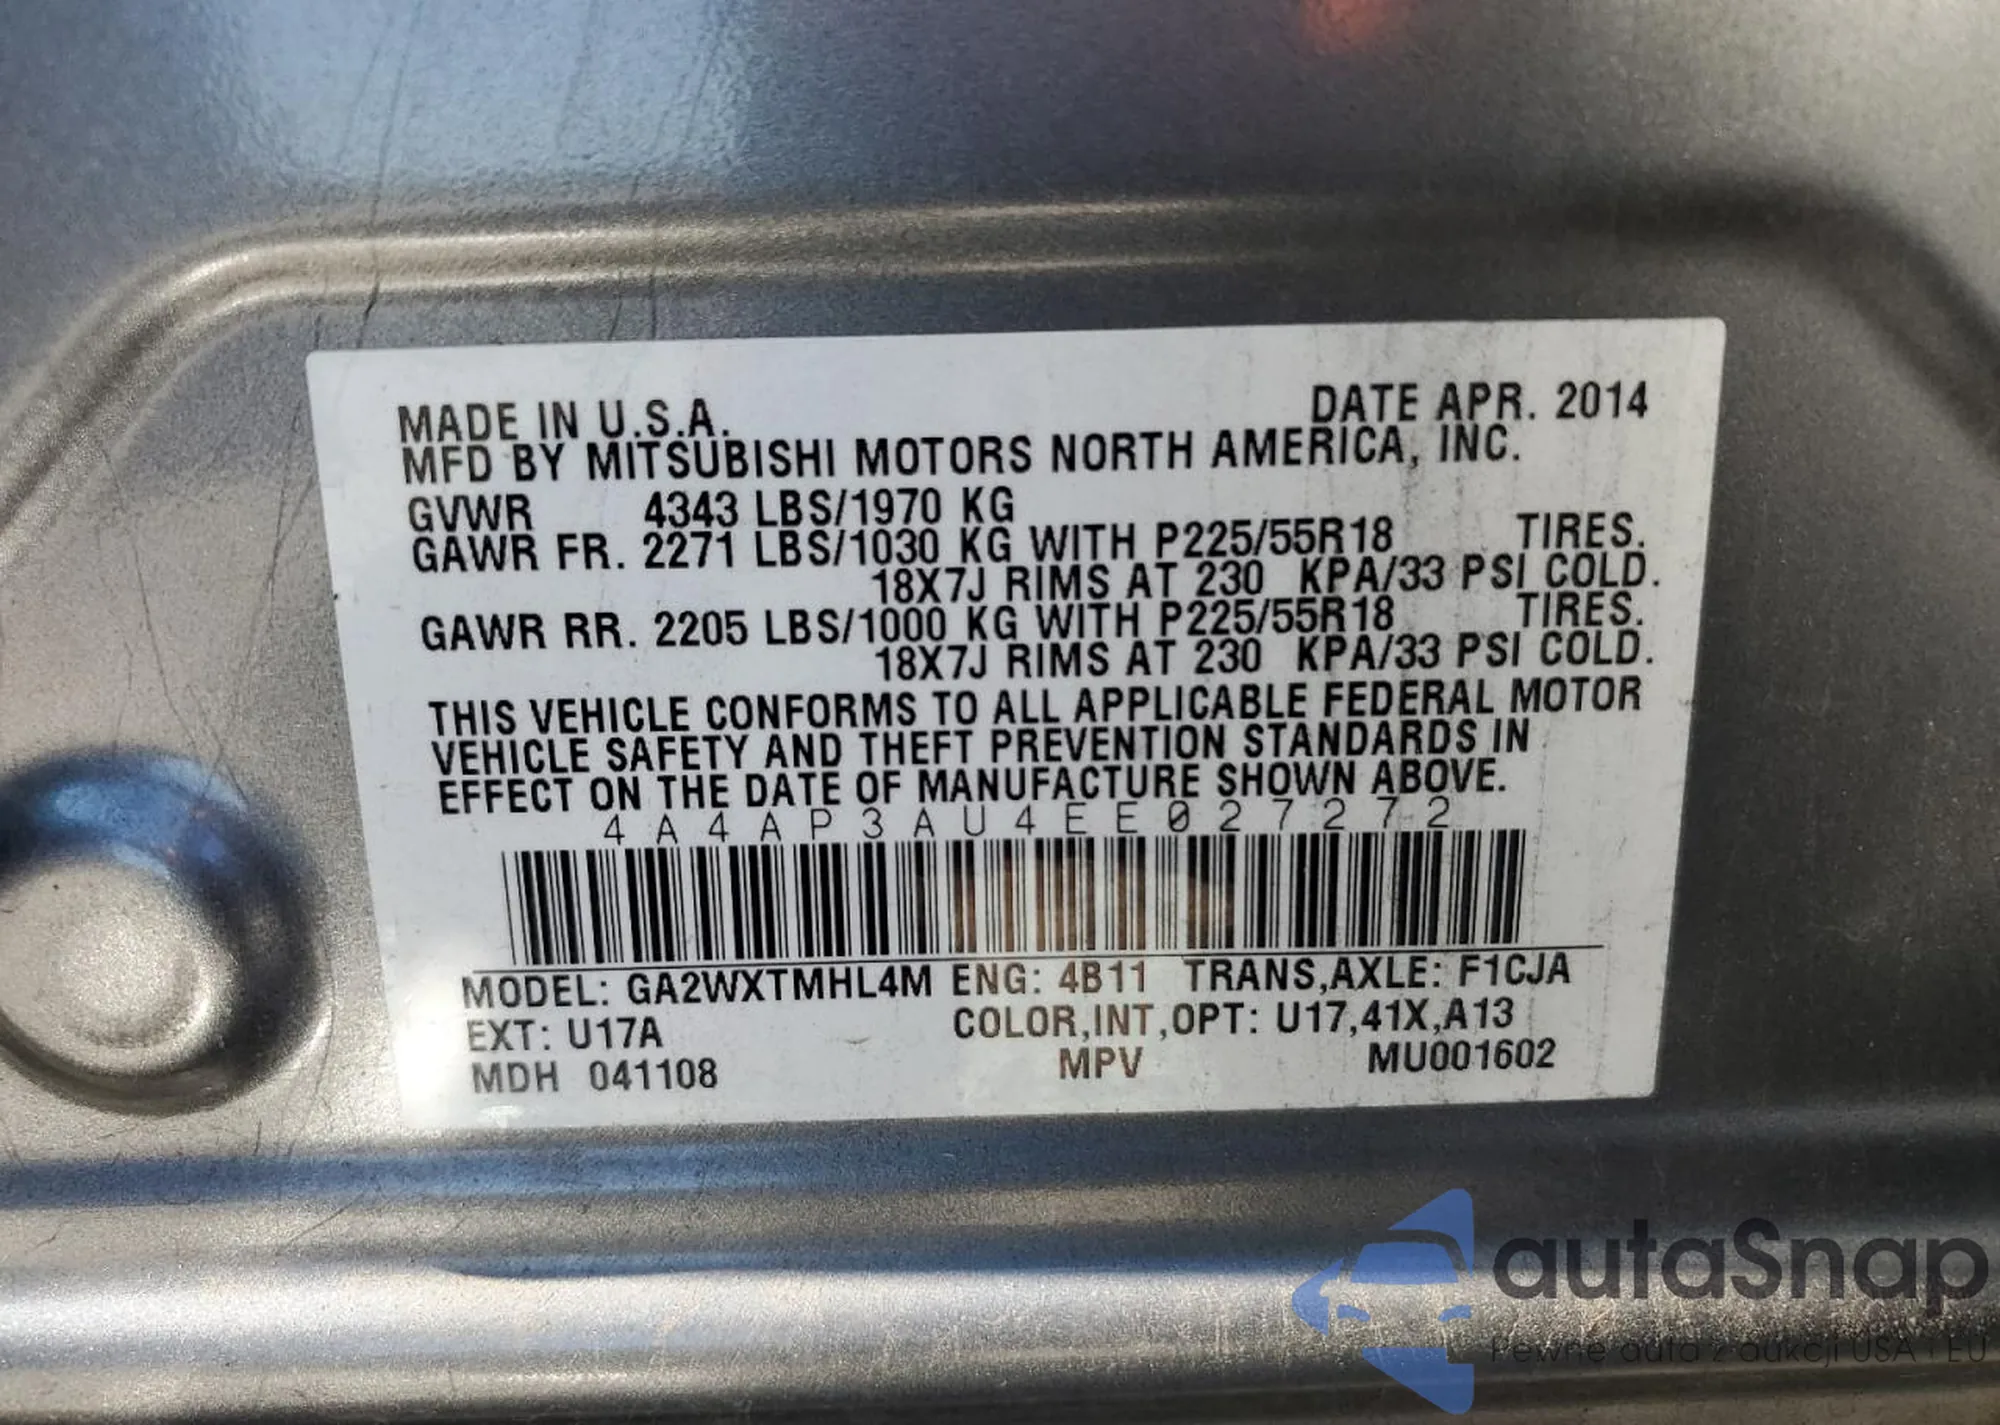 MADE IN U.S.A. DATE APR. 2014
MFD BY MITSUBISHI MOTORS NORTH AMERICA, INC.
GVWR 4343 LBS/1970 KG
GAWR FR. 2271 LBS/1030 KG WITH P225/55R18 TIRES.
18X7J RIMS AT 230 KPA/33 PSI COLD.
GAWR RR. 2205 LBS/1000 KG WITH P225/55R18 TIRES.
18X7J RIMS AT 230 KPA/33 PSI COLD.
THIS VEHICLE CONFORMS TO ALL APPLICABLE FEDERAL MOTOR
VEHICLE SAFETY AND THEFT PREVENTION STANDARDS IN
EFFECT ON THE DATE OF MANUFACTURE SHOWN ABOVE.
4A4AP3AU4EE027272
MODEL: GA2WXTMHL4M ENG: 4B11 TRANS,AXLE: F1CJA
EXT: U17A COLOR,INT,OPT: U17,41X,A13
MDH 041108 MPV MU001602
autaSnap
Pewne auta z aukcji USA i EU